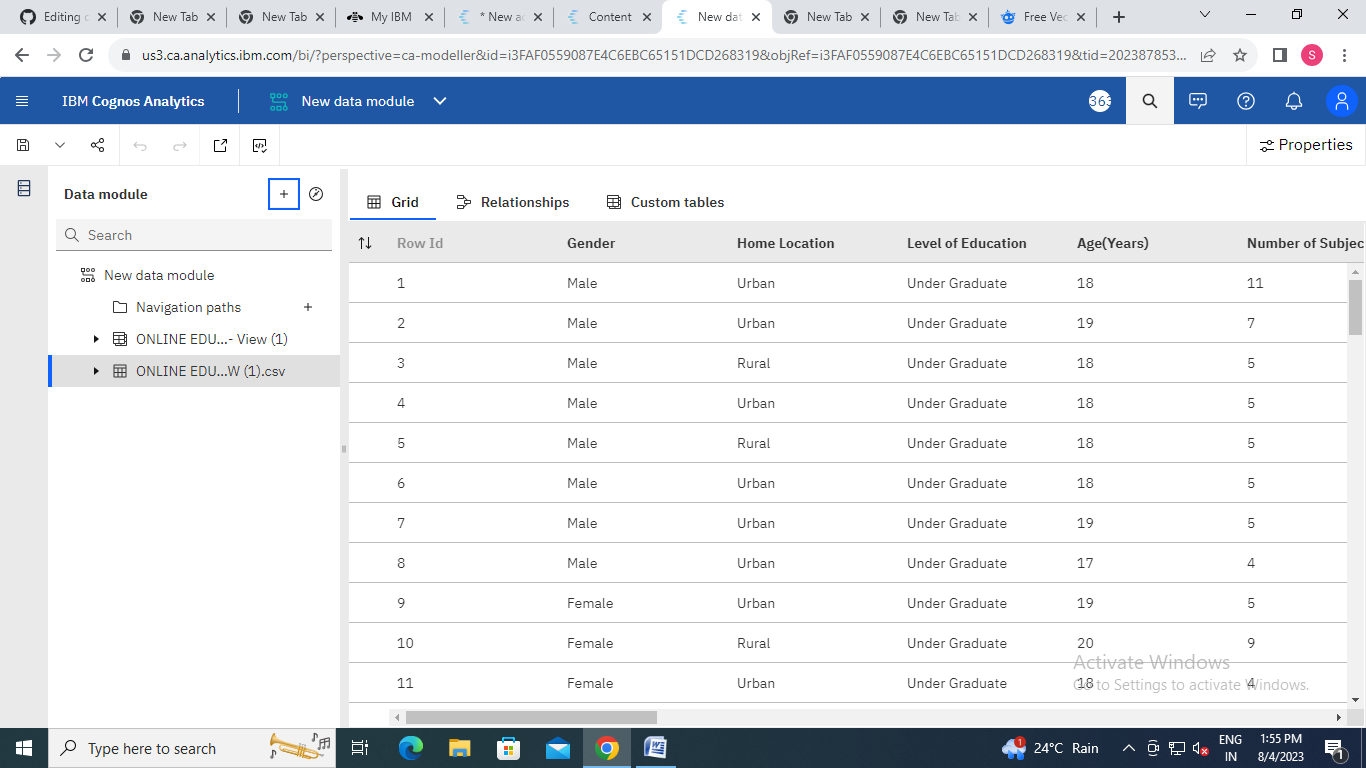 Editing c
New Tab
New Tab
My IBM
* New ac
Content
New dat
New Tab
New Tab
Free Vec
us3.ca.analytics.ibm.com/bi/?perspective=ca-modeller&id=i3FAF0559087E4C6EBC65151DCD268319&objRef=i3FAF0559087E4C6EBC65151DCD268319&tid=202387853...
S
IBM Cognos Analytics
New data module
363
Properties
Data module
Search
New data module
Navigation paths
ONLINE EDU...- View (1)
ONLINE EDU...W (1).csv
Grid Relationships Custom tables
Row Id Gender Home Location Level of Education Age(Years) Number of Subjec
1 Male Urban Under Graduate 18 11
2 Male Urban Under Graduate 19 7
3 Male Rural Under Graduate 18 5
4 Male Urban Under Graduate 18 5
5 Male Rural Under Graduate 18 5
6 Male Urban Under Graduate 18 5
7 Male Urban Under Graduate 19 5
8 Male Urban Under Graduate 17 4
9 Female Urban Under Graduate 19 5
10 Female Rural Under Graduate 20 9
11 Female Urban Under Graduate 18 4
Activate Windows
Go to Settings to activate Windows.
Type here to search
1
24°C Rain
ENG
IN
1:55 PM
8/4/2023
1